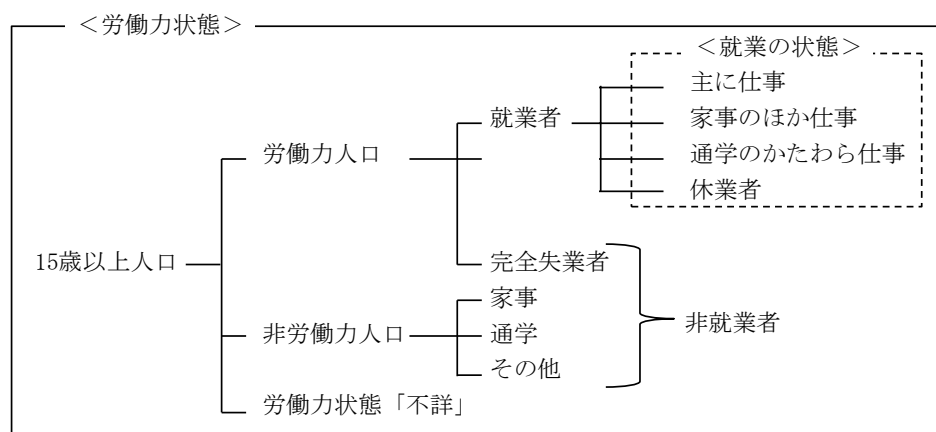 ＜労働力状態＞
＜就業の状態＞
主に仕事
就業者
家事のほか仕事
労働力人口
通学のかたわら仕事
休業者
15歳以上人口
完全失業者
家事
非労働力人口
通学
非就業者
その他
労働力状態「不詳」